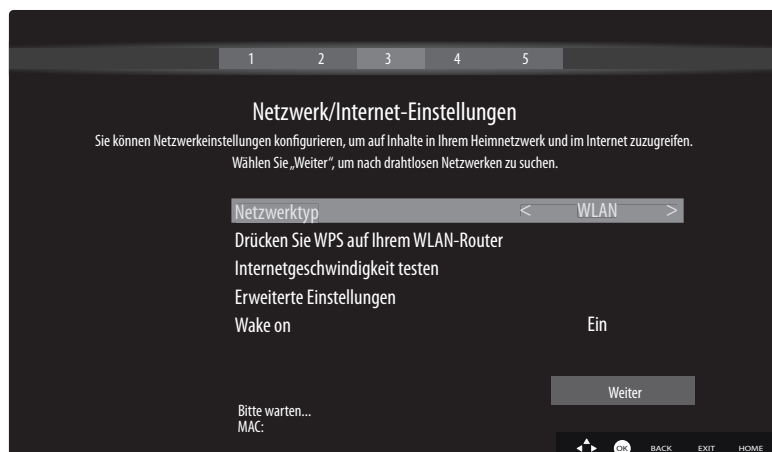 1 2 3 4 5
Netzwerk/Internet-Einstellungen
Sie können Netzwerkeinstellungen konfigurieren, um auf Inhalte in Ihrem Heimnetzwerk und im Internet zuzugreifen.
Wählen Sie „Weiter“, um nach drahtlosen Netzwerken zu suchen.
Netzwerktyp < WLAN >
Drücken Sie WPS auf Ihrem WLAN-Router
Internetgeschwindigkeit testen
Erweiterte Einstellungen
Wake on Ein
Weiter
Bitte warten...
MAC:
OK BACK EXIT HOME